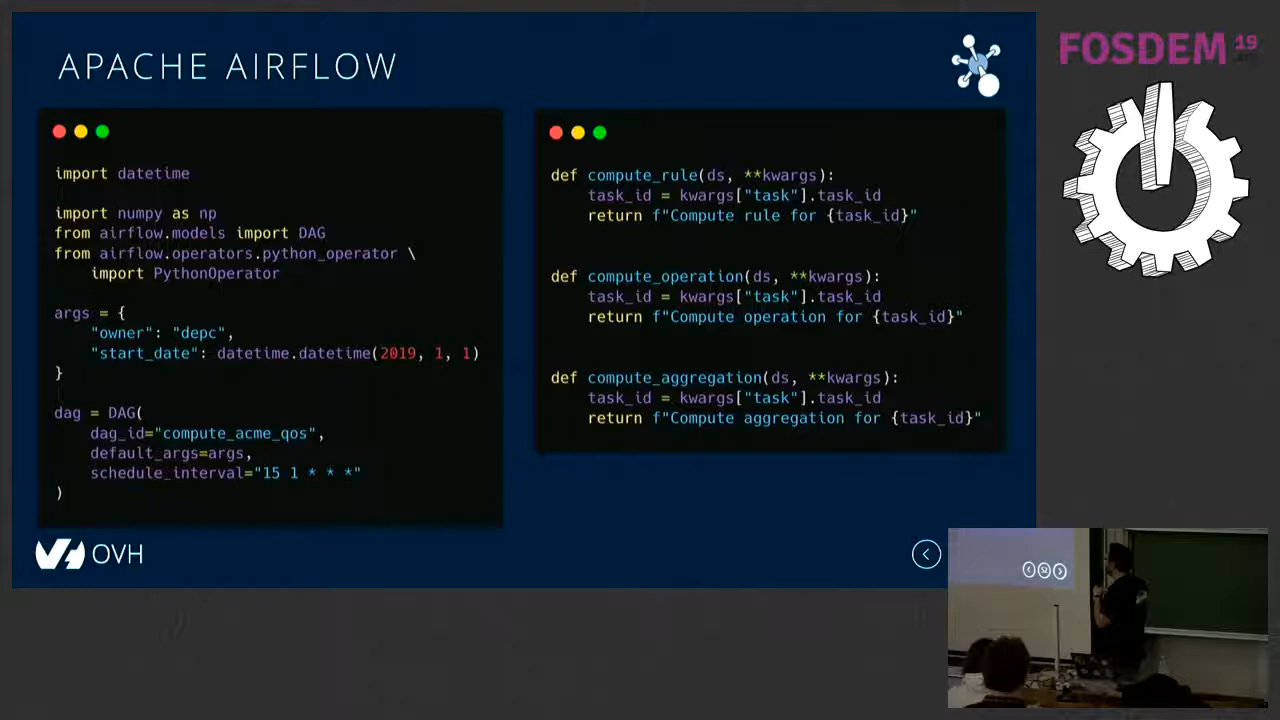 APACHE AIRFLOW
import datetime
import numpy as np
from airflow.models import DAG
from airflow.operators.python_operator \
    import PythonOperator
args = {
    "owner": "depc",
    "start_date": datetime.datetime(2019, 1, 1)
}
dag = DAG(
    dag_id="compute_acme_qos",
    default_args=args,
    schedule_interval="15 1 * * *"
)
def compute_rule(ds, **kwargs):
    task_id = kwargs["task"].task_id
    return f"Compute rule for {task_id}"
def compute_operation(ds, **kwargs):
    task_id = kwargs["task"].task_id
    return f"Compute operation for {task_id}"
def compute_aggregation(ds, **kwargs):
    task_id = kwargs["task"].task_id
    return f"Compute aggregation for {task_id}"
OVH
FOSDEM 19